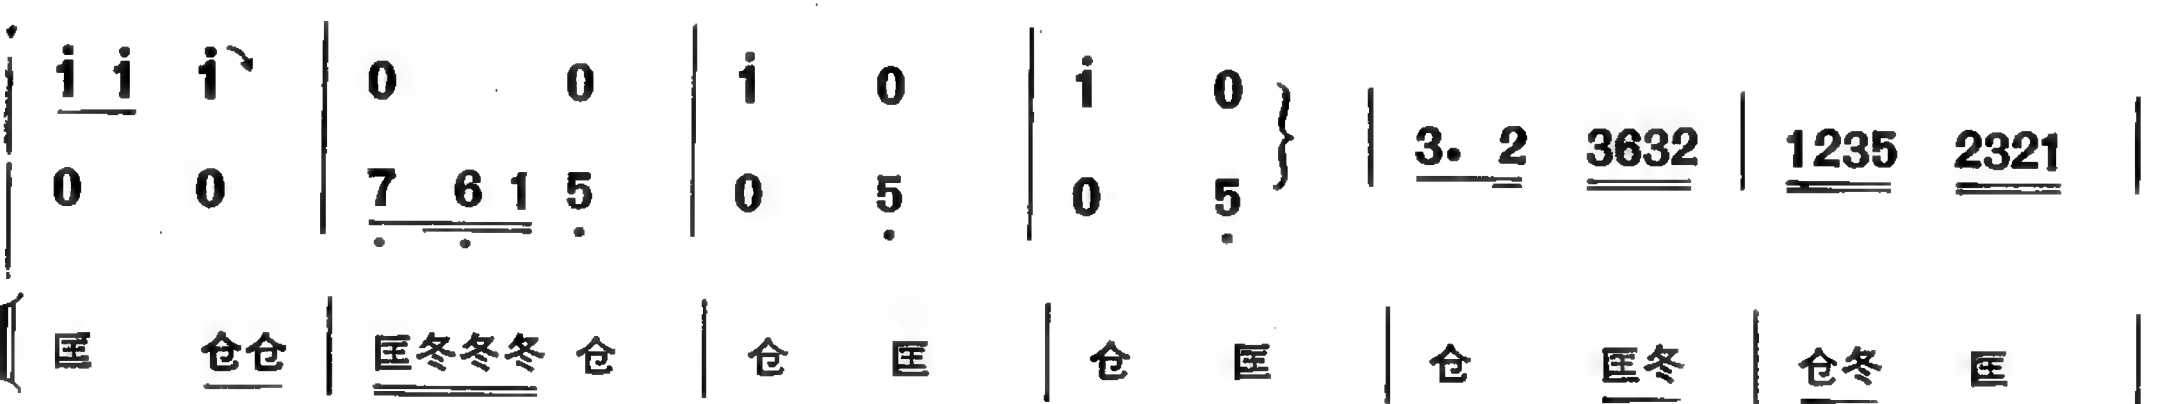 i i i 0 0 i 0 i 0
0 0 7 6 1 5 0 5 0 5 3. 2 3632 1235 2321
匡 仓仓 匡冬冬冬 仓 仓 匡 仓 匡 仓 匡冬 仓冬 匡